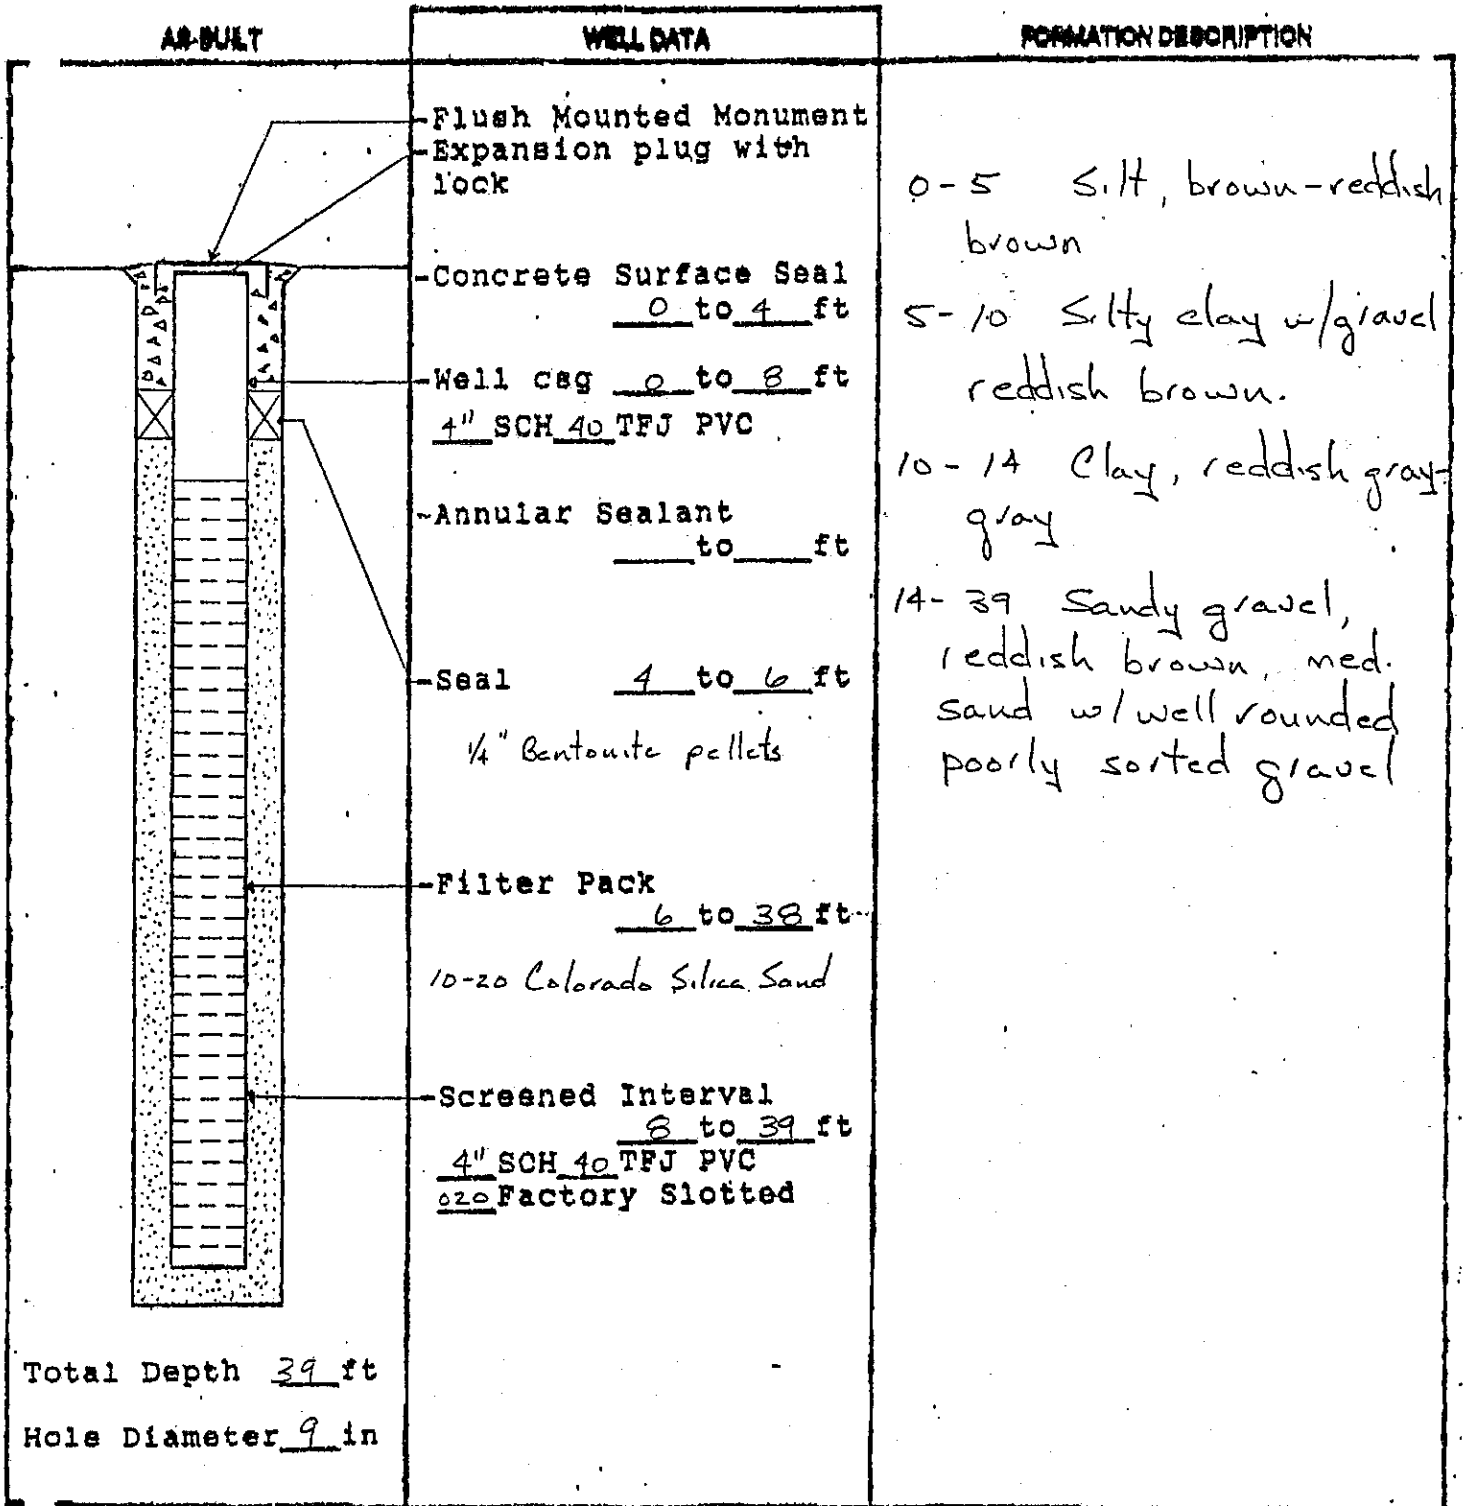 AS-BUILT
WELL DATA
FORMATION DESCRIPTION
-Flush Mounted Monument
-Expansion plug with
lock
-Concrete Surface Seal
0 to 4 ft
-Well csg 0 to 8 ft
4" SCH 40 TFJ PVC
-Annular Sealant
___to___ft
-Seal 4 to 6 ft
1/4" Bentonite pellets
-Filter Pack
6 to 38 ft
10-20 Colorado Silica Sand
-Screened Interval
8 to 39 ft
4" SCH 40 TFJ PVC
020 Factory Slotted
0-5 Silt, brown-reddish
brown
5-10 Silty clay w/gravel
reddish brown.
10-14 Clay, reddish gray-
gray
14-39 Sandy gravel,
reddish brown, med.
sand w/well rounded
poorly sorted gravel
Total Depth 39 ft
Hole Diameter 9 in